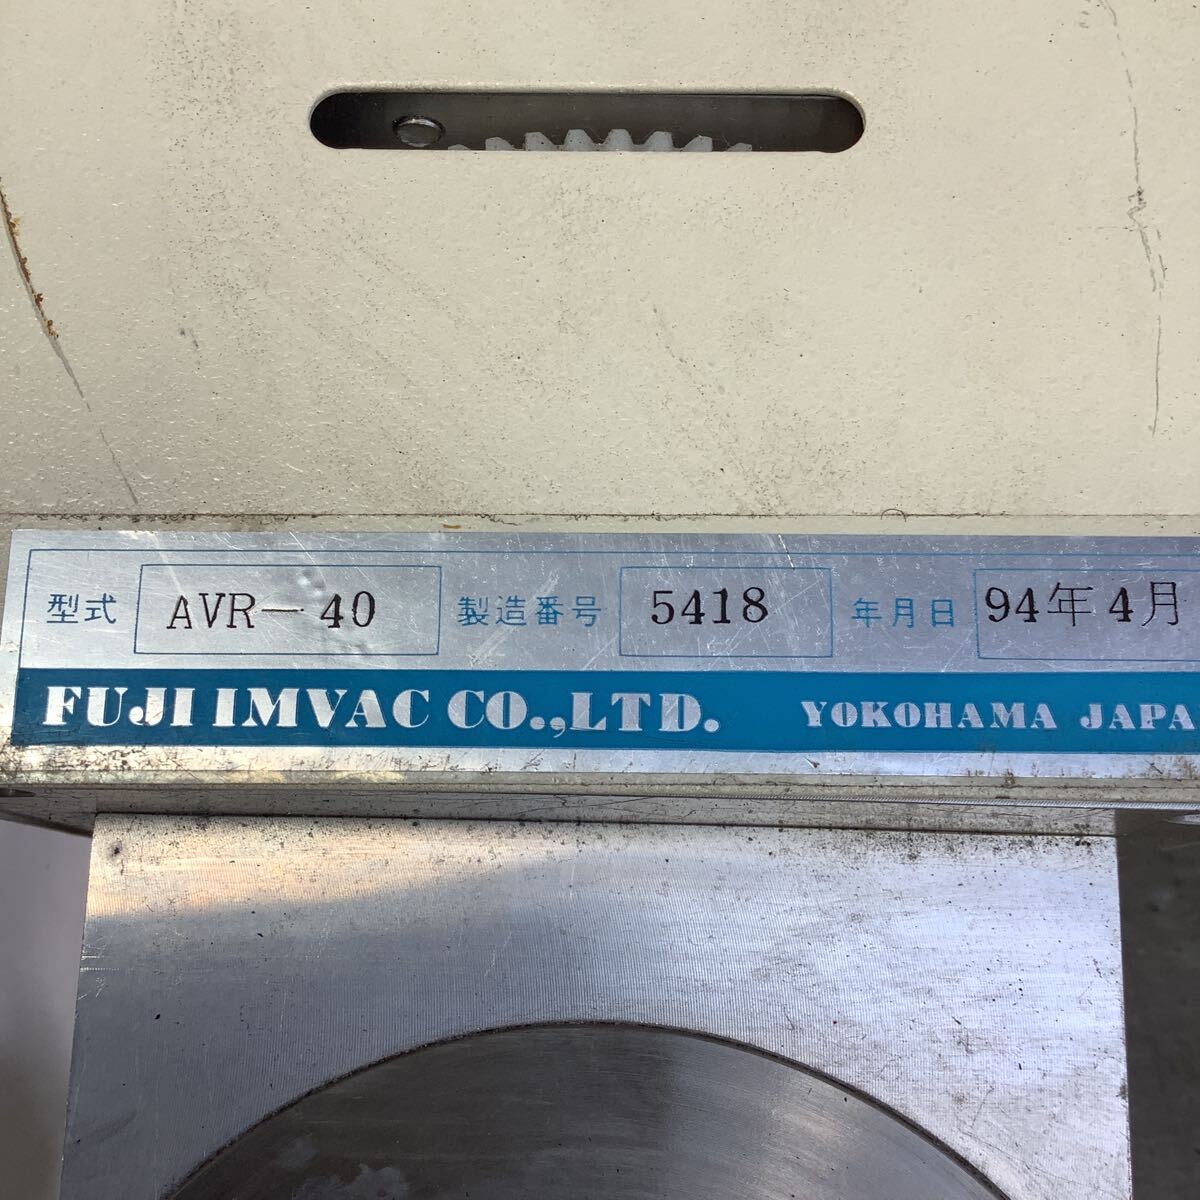 型式 AVR-40 製造番号 5418 年月日 94年4月
FUJI IMVAC CO.,LTD. YOKOHAMA JAPA